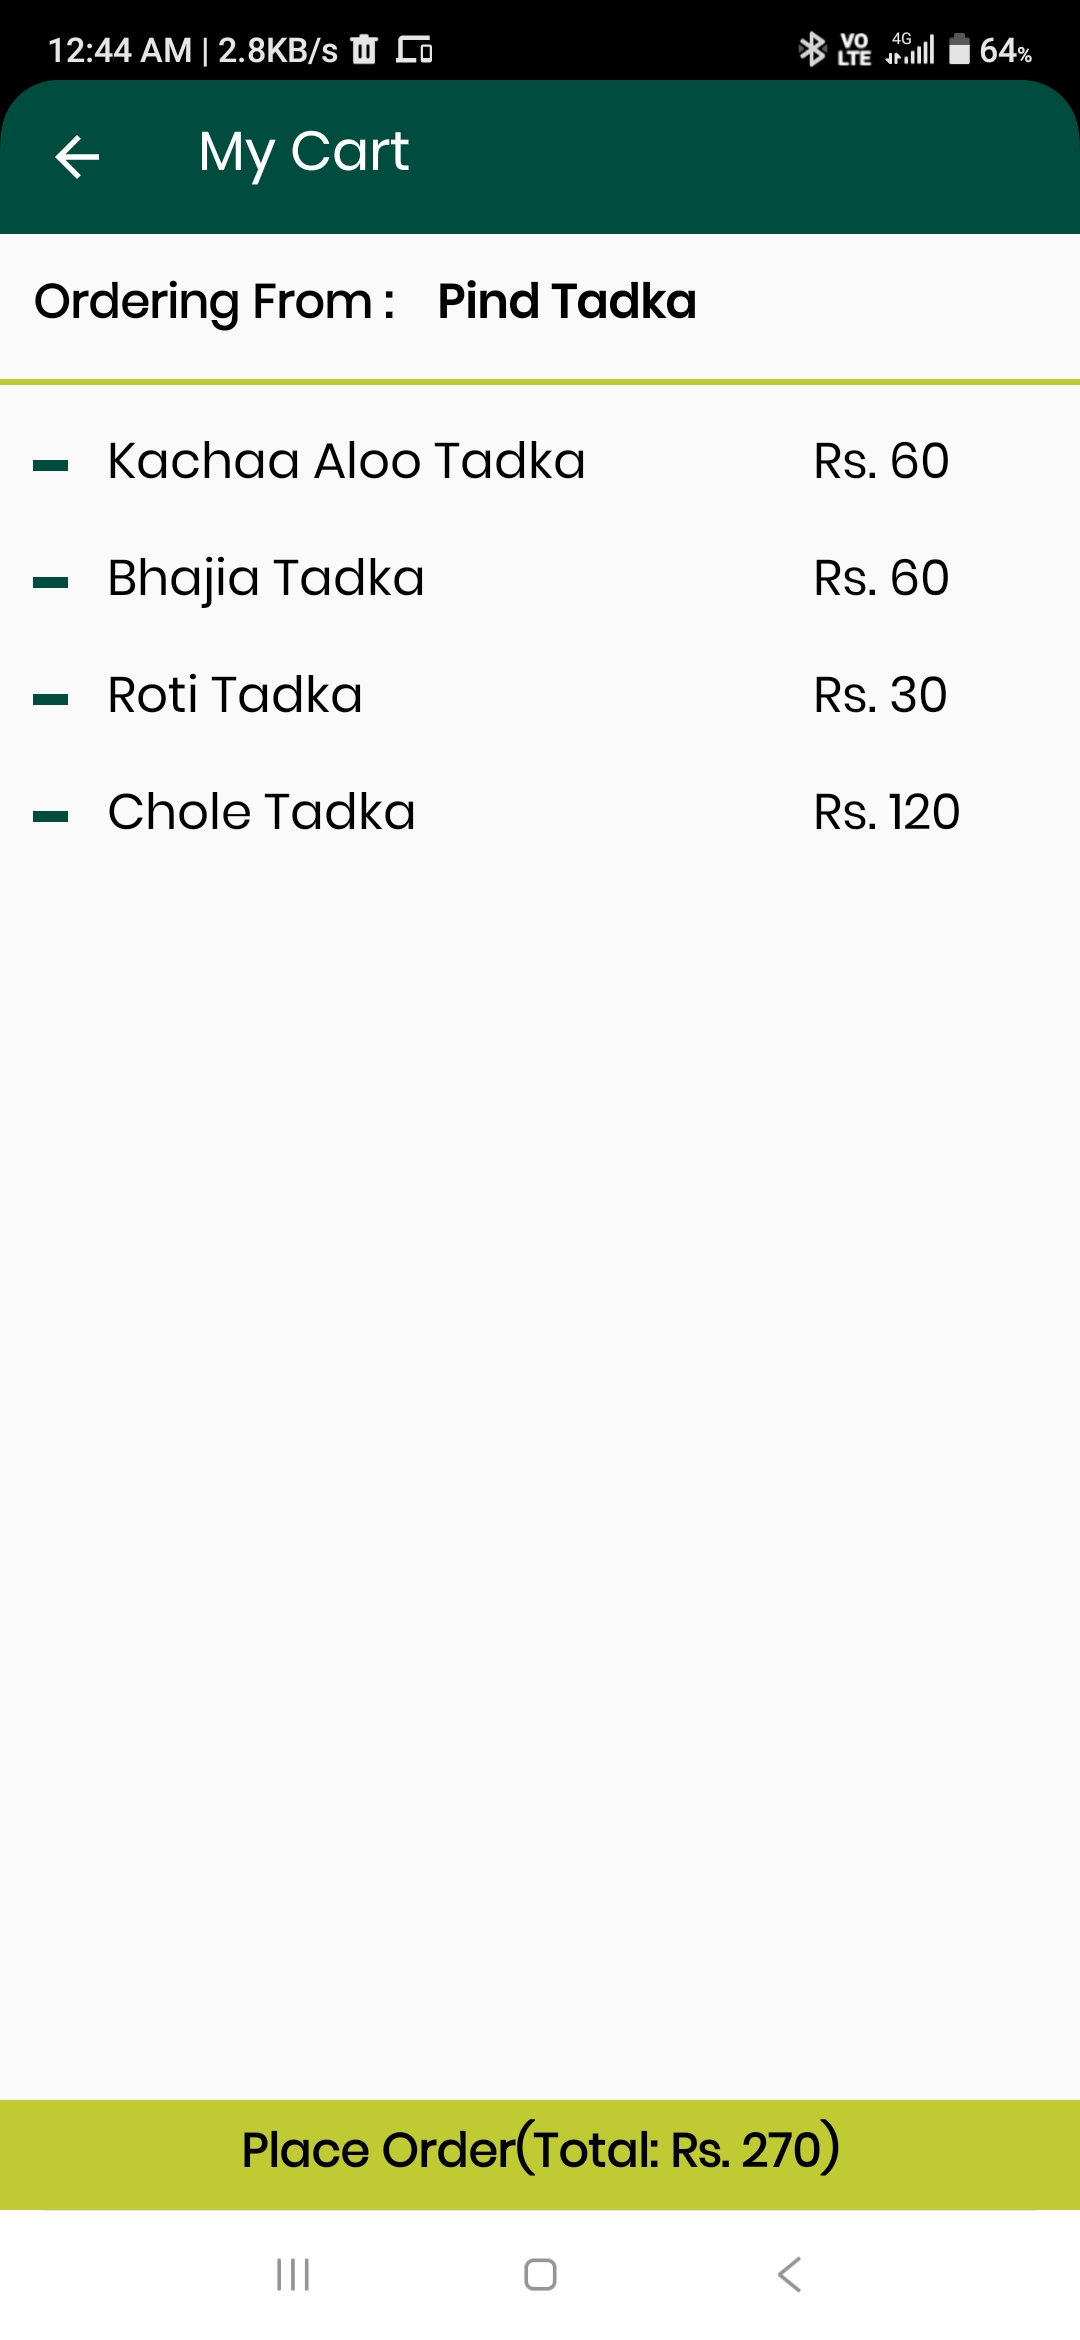 12:44 AM | 2.8KB/s VO LTE 4G 64%
My Cart
Ordering From : Pind Tadka
Kachaa Aloo Tadka Rs. 60
Bhajia Tadka Rs. 60
Roti Tadka Rs. 30
Chole Tadka Rs. 120
Place Order(Total: Rs. 270)